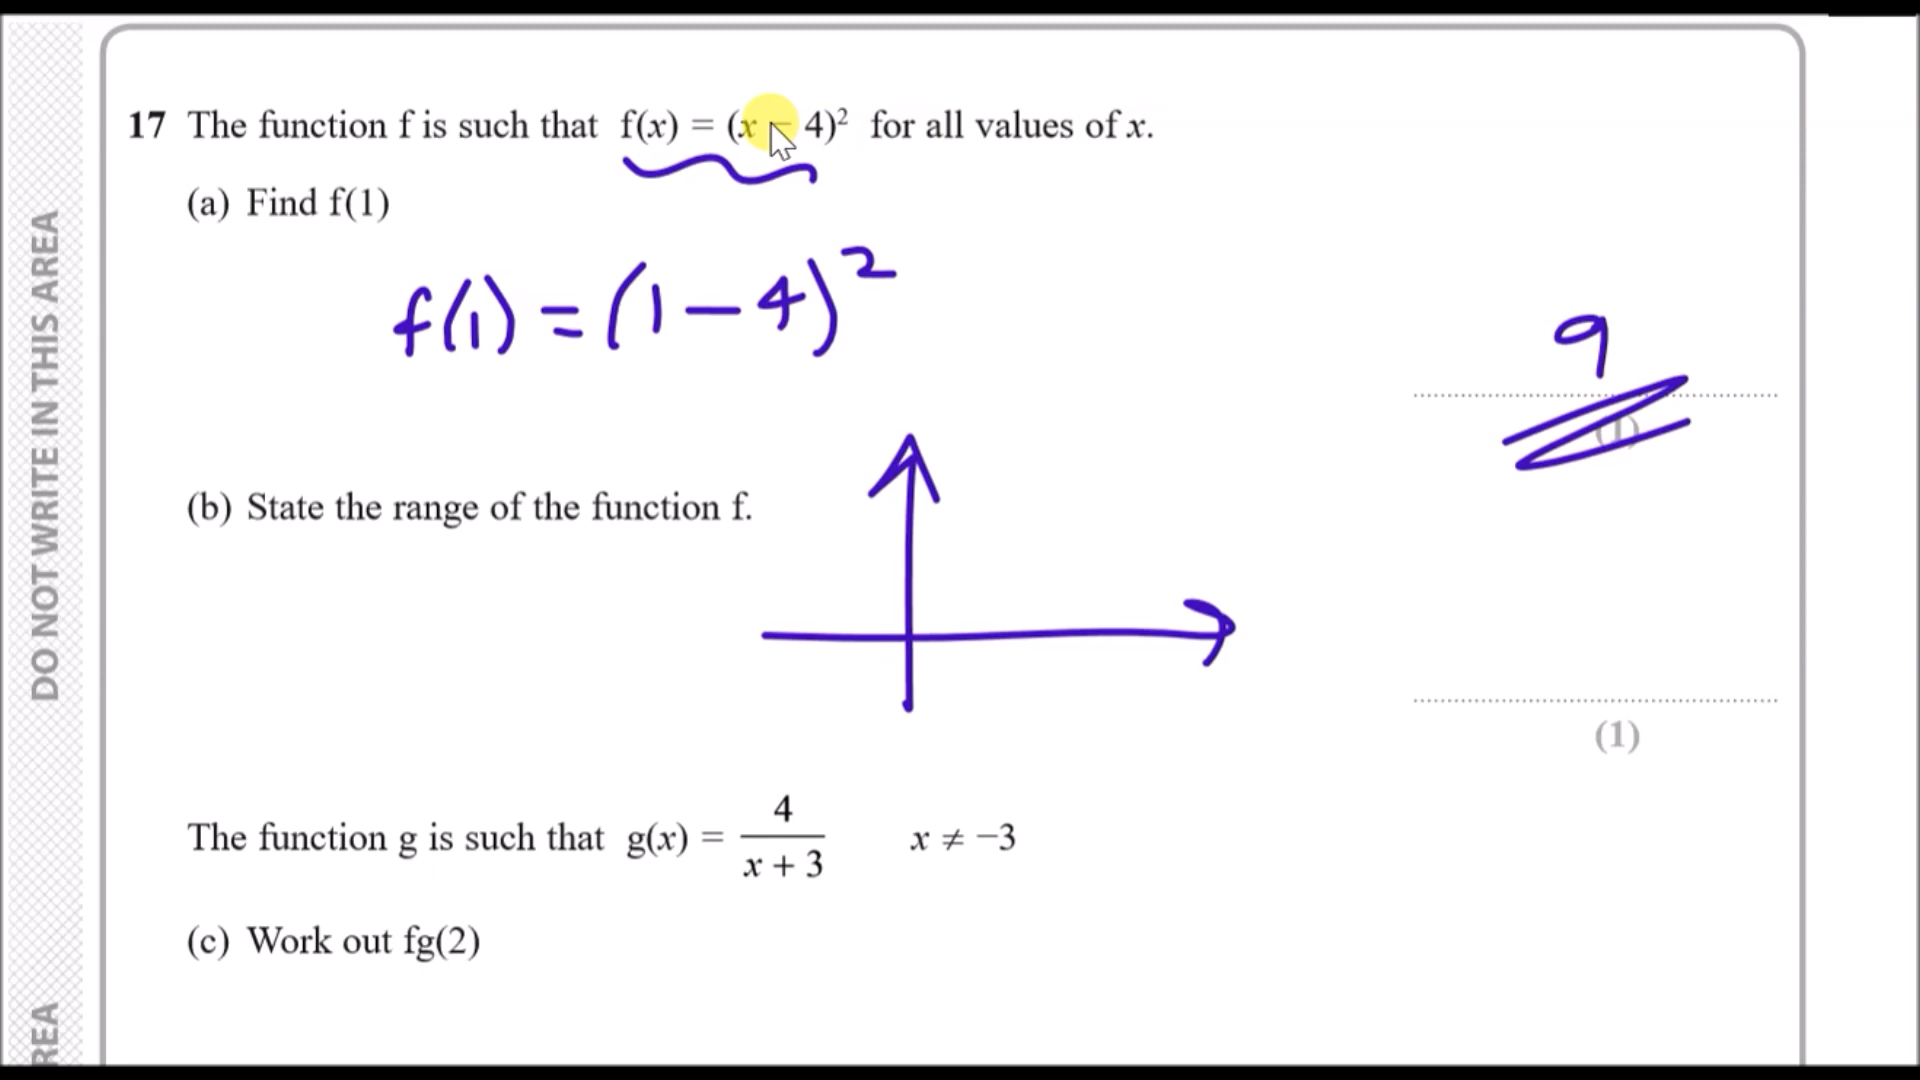 17 The function f is such that f(x) = (x − 4)² for all values of x.
(a) Find f(1)
f(1) = (1 − 4)²
9
(1)
(b) State the range of the function f.
(1)
The function g is such that g(x) = 4/(x + 3) x ≠ −3
(c) Work out fg(2)
DO NOT WRITE IN THIS AREA
REA